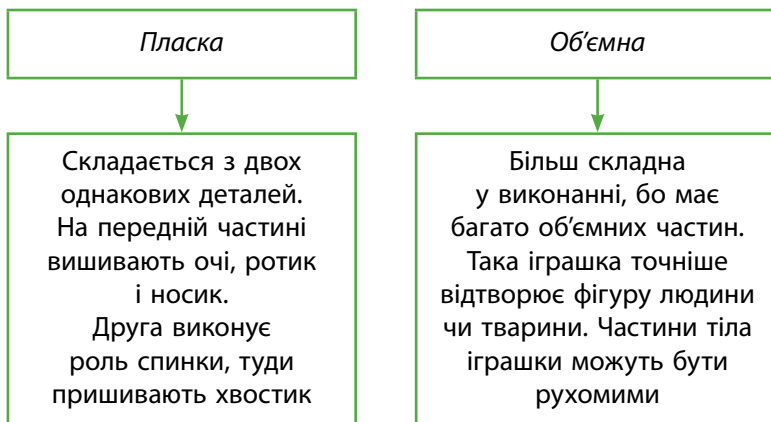 Пласка
Складається з двох
однакових деталей.
На передній частині
вишивають очі, ротик
і носик.
Друга виконує
роль спинки, туди
пришивають хвостик
Об’ємна
Більш складна
у виконанні, бо має
багато об’ємних частин.
Така іграшка точніше
відтворює фігуру людини
чи тварини. Частини тіла
іграшки можуть бути
рухомими